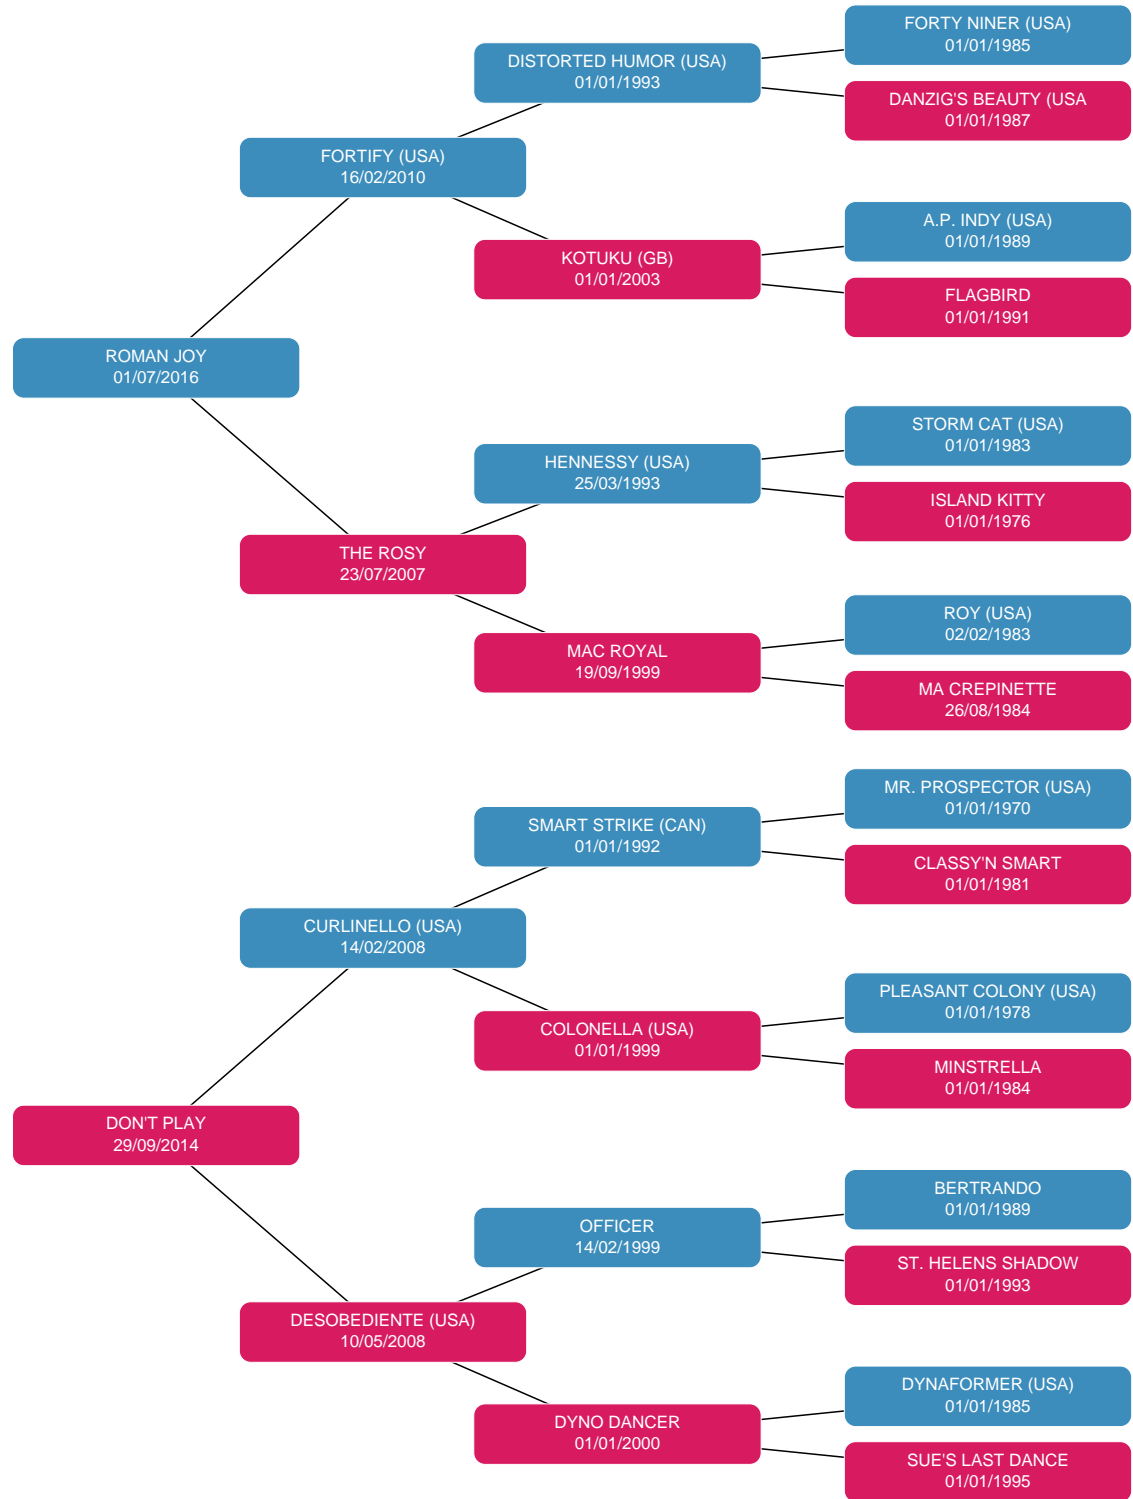 FORTY NINER (USA)
01/01/1985
DISTORTED HUMOR (USA)
01/01/1993
DANZIG'S BEAUTY (USA
01/01/1987
FORTIFY (USA)
16/02/2010
A.P. INDY (USA)
01/01/1989
KOTUKU (GB)
01/01/2003
FLAGBIRD
01/01/1991
ROMAN JOY
01/07/2016
STORM CAT (USA)
01/01/1983
HENNESSY (USA)
25/03/1993
ISLAND KITTY
01/01/1976
THE ROSY
23/07/2007
ROY (USA)
02/02/1983
MAC ROYAL
19/09/1999
MA CREPINETTE
26/08/1984
MR. PROSPECTOR (USA)
01/01/1970
SMART STRIKE (CAN)
01/01/1992
CLASSY'N SMART
01/01/1981
CURLINELLO (USA)
14/02/2008
PLEASANT COLONY (USA)
01/01/1978
COLONELLA (USA)
01/01/1999
MINSTRELLA
01/01/1984
DON'T PLAY
29/09/2014
BERTRANDO
01/01/1989
OFFICER
14/02/1999
ST. HELENS SHADOW
01/01/1993
DESOBEDIENTE (USA)
10/05/2008
DYNAFORMER (USA)
01/01/1985
DYNO DANCER
01/01/2000
SUE'S LAST DANCE
01/01/1995